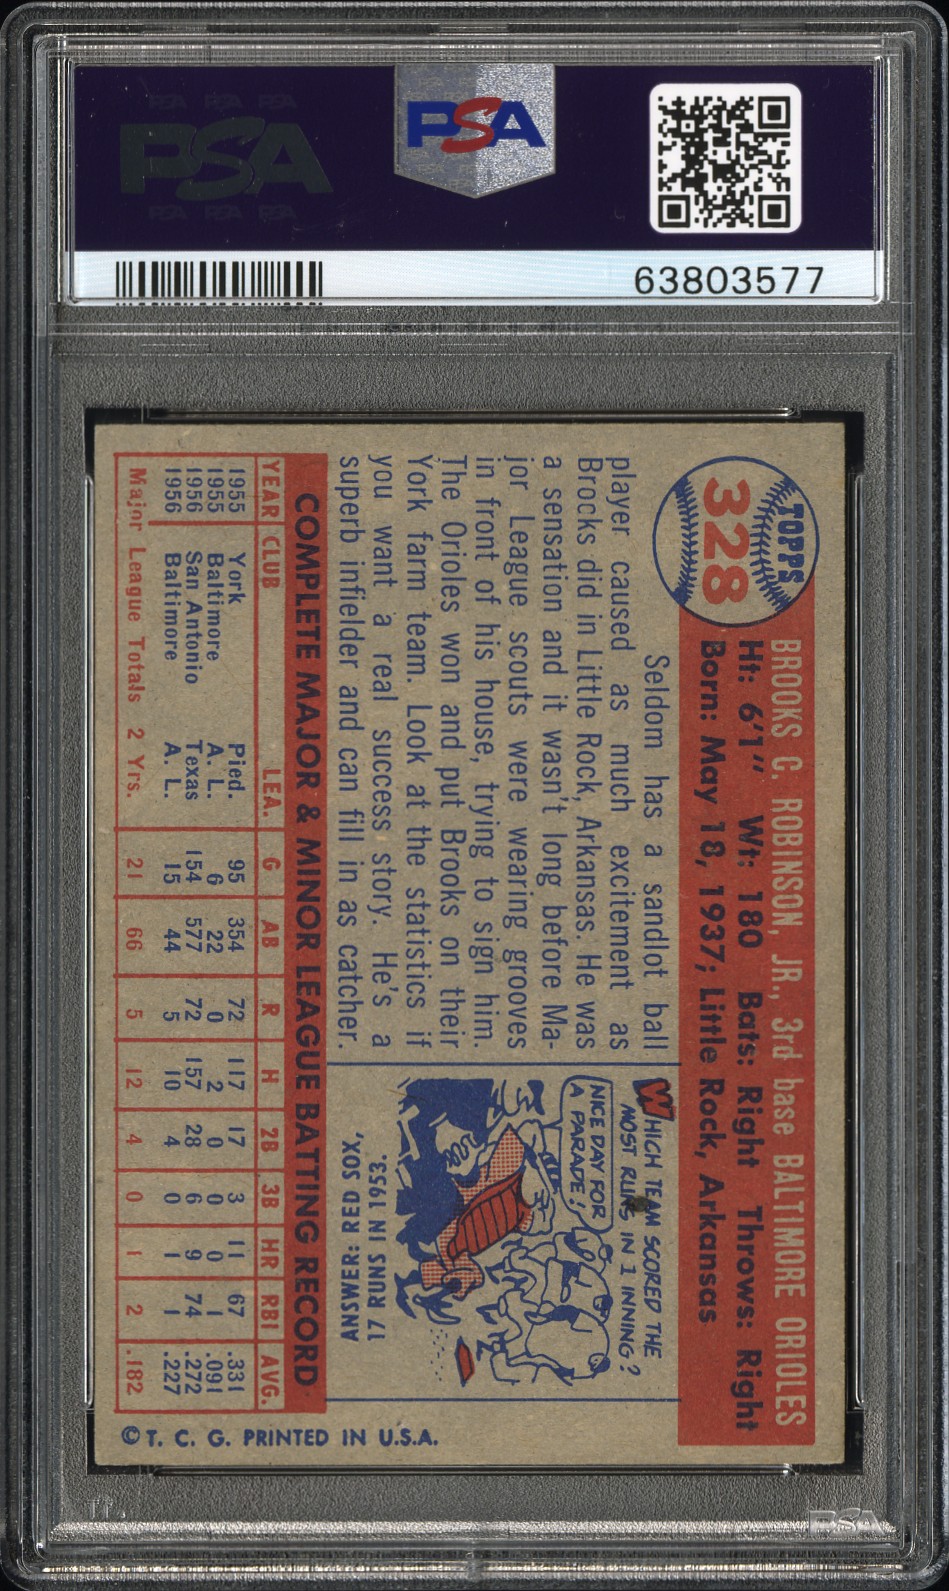 PSA
PSA
63803577
TOPPS
328
BROOKS C. ROBINSON, JR., 3rd base BALTIMORE ORIOLES
Ht: 6'1" Wt: 180 Bats: Right Throws: Right
Born: May 18, 1937; Little Rock, Arkansas
Seldom has a sandlot ball
player caused as much excitement as
Brooks did in Little Rock, Arkansas. He was
a sensation and it wasn't long before Ma-
jor League scouts were wearing grooves
in front of his house, trying to sign him.
The Orioles won and put Brooks on their
York farm team. Look at the statistics if
you want a real success story. He's a
superb infielder and can fill in as catcher.
WHICH TEAM SCORED THE
MOST RUNS IN 1 INNING?
NICE DAY FOR
A PARADE!
ANSWER: RED SOX,
17 RUNS IN 1953.
COMPLETE MAJOR & MINOR LEAGUE BATTING RECORD
YEAR CLUB LEA. G AB R H 2B 3B HR RBI AVG.
1955 York Pied. 95 354 72 117 17 3 11 67 .331
1955 Baltimore A. L. 6 22 0 2 0 0 0 1 .091
1956 San Antonio Texas 154 577 72 157 28 6 9 74 .272
1956 Baltimore A. L. 15 44 5 10 4 0 1 1 .227
Major League Totals 2 Yrs. 21 66 5 12 4 0 1 2 .182
© T. C. G. PRINTED IN U.S.A.
PSA